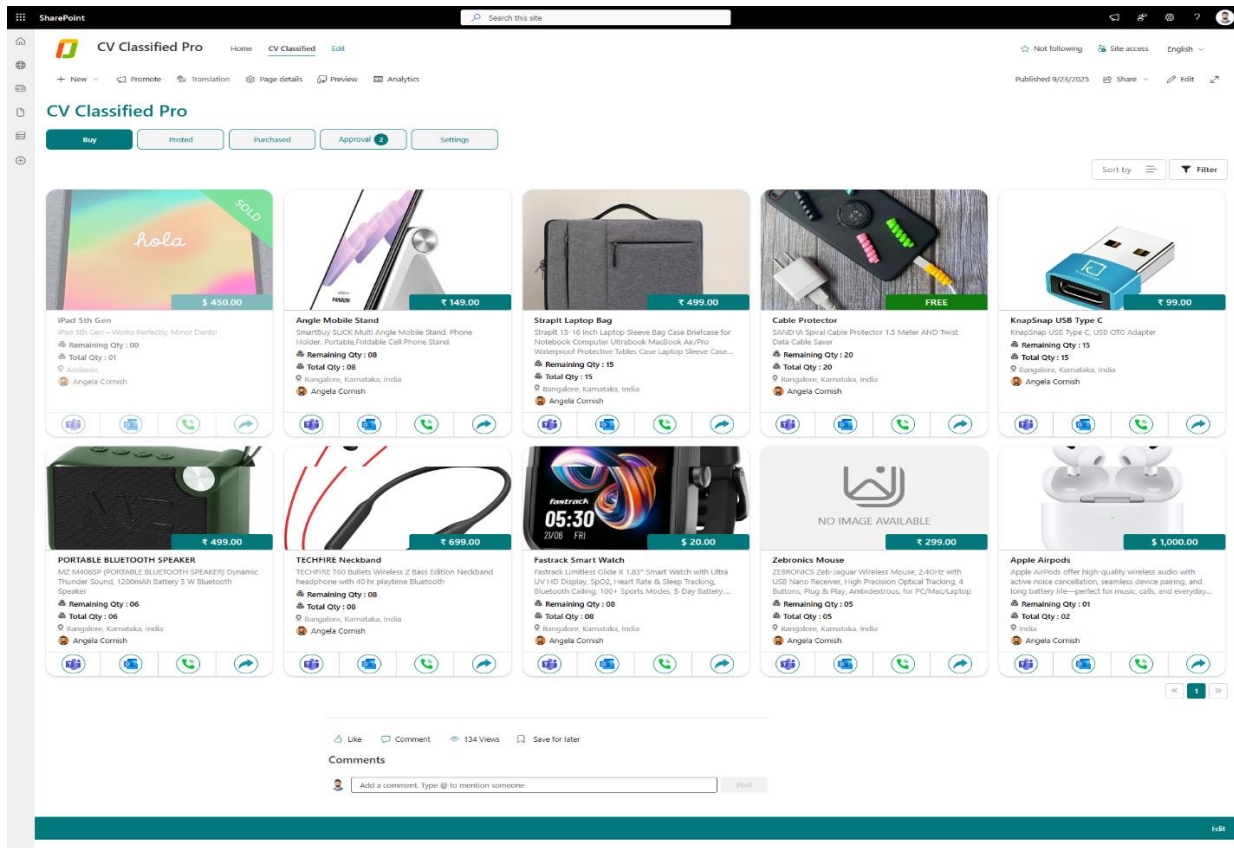 SharePoint
Search this site
?
CV Classified Pro
Home
CV Classified
Edit
Not following
Site access
English
+ New
Promote
Translation
Page details
Preview
Analytics
Published 9/23/2025
Share
Edit
CV Classified Pro
Buy
Posted
Purchased
Approval 2
Settings
Sort by
Filter
SOLD
hola
$ 450.00
iPad 5th Gen
iPad 5th Gen – Works Perfectly, Minor Dents!
Remaining Qty : 00
Total Qty : 01
Adelaide,
Angela Cornish
₹ 149.00
Angle Mobile Stand
SmartBuy SLICK Multi Angle Mobile Stand. Phone
Holder. Portable,Foldable Cell Phone Stand.
Remaining Qty : 08
Total Qty : 08
Bangalore, Karnataka, India
Angela Cornish
₹ 499.00
StrapIt Laptop Bag
StrapIt 15-16 Inch Laptop Sleeve Bag Case Briefcase for
Notebook Computer Ultrabook MacBook Air/Pro
Waterproof Protective Tables Case Laptop Sleeve Case...
Remaining Qty : 15
Total Qty : 15
Bangalore, Karnataka, India
Angela Cornish
FREE
Cable Protector
SANEHA Spiral Cable Protector 1.5 Meter AND Twist
Data Cable Saver
Remaining Qty : 20
Total Qty : 20
Bangalore, Karnataka, India
Angela Cornish
₹ 99.00
KnapSnap USB Type C
KnapSnap USB Type C, USB OTG Adapter
Remaining Qty : 15
Total Qty : 15
Bangalore, Karnataka, India
Angela Cornish
₹ 499.00
PORTABLE BLUETOOTH SPEAKER
MZ M406SP (PORTABLE BLUETOOTH SPEAKER) Dynamic
Thunder Sound, 1200mAh Battery 5 W Bluetooth
Speaker
Remaining Qty : 06
Total Qty : 06
Bangalore, Karnataka, India
Angela Cornish
₹ 699.00
TECHFIRE Neckband
TECHFIRE T60 Bullets Wireless Z Bass Edition Neckband
headphone with 40 hr playtime Bluetooth
Remaining Qty : 08
Total Qty : 08
Bangalore, Karnataka, India
Angela Cornish
fastrack
05:30
21/06 FRI
$ 20.00
Fastrack Smart Watch
Fastrack Limitless Glide X 1.83" Smart Watch with Ultra
UV HD Display, SpO2, Heart Rate & Sleep Tracking,
Bluetooth Calling, 100+ Sports Modes, 5-Day Battery,...
Remaining Qty : 08
Total Qty : 08
Bangalore, Karnataka, India
Angela Cornish
NO IMAGE AVAILABLE
₹ 299.00
Zebronics Mouse
ZEBRONICS Zeb-Jaguar Wireless Mouse, 2.4GHz with
USB Nano Receiver, High Precision Optical Tracking, 4
Buttons, Plug & Play, Ambidextrous, for PC/Mac/Laptop
Remaining Qty : 05
Total Qty : 05
Bangalore, Karnataka, India
Angela Cornish
$ 1,000.00
Apple Airpods
Apple AirPods offer high-quality wireless audio with
active noise cancellation, seamless device pairing, and
long battery life—perfect for music, calls, and everyday...
Remaining Qty : 01
Total Qty : 02
India
Angela Cornish
« 1 »
Like
Comment
134 Views
Save for later
Comments
Add a comment. Type @ to mention someone
Post
Edit